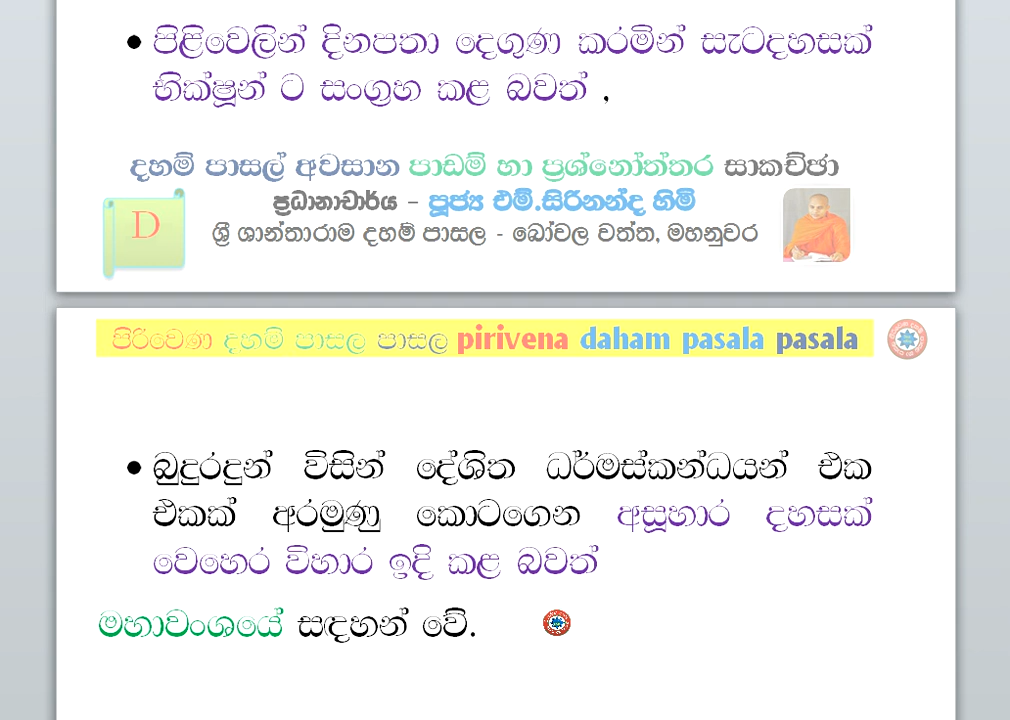 • පිළිවෙලින් දිනපතා දෙගුණ කරමින් සැටදහසක්
භික්ෂූන් ට සංග්‍රහ කළ බවත් ,
දහම් පාසල් අවසාන පාඩම් හා ප්‍රශ්නෝත්තර සාකච්ඡා
D
ප්‍රධානාචාර්ය – පූජ්‍ය එම්.සිරිනන්ද හිමි
ශ්‍රී ශාන්තාරාම දහම් පාසල - බෝවල වත්ත, මහනුවර
පිරිවෙණ දහම් පාසල පාසල pirivena daham pasala pasala
• බුදුරදුන් විසින් දේශිත ධර්මස්කන්ධයන් එක
එකක් අරමුණු කොටගෙන අසූහාර දහසක්
වෙහෙර විහාර ඉදි කළ බවත්
මහාවංශයේ සඳහන් වේ.